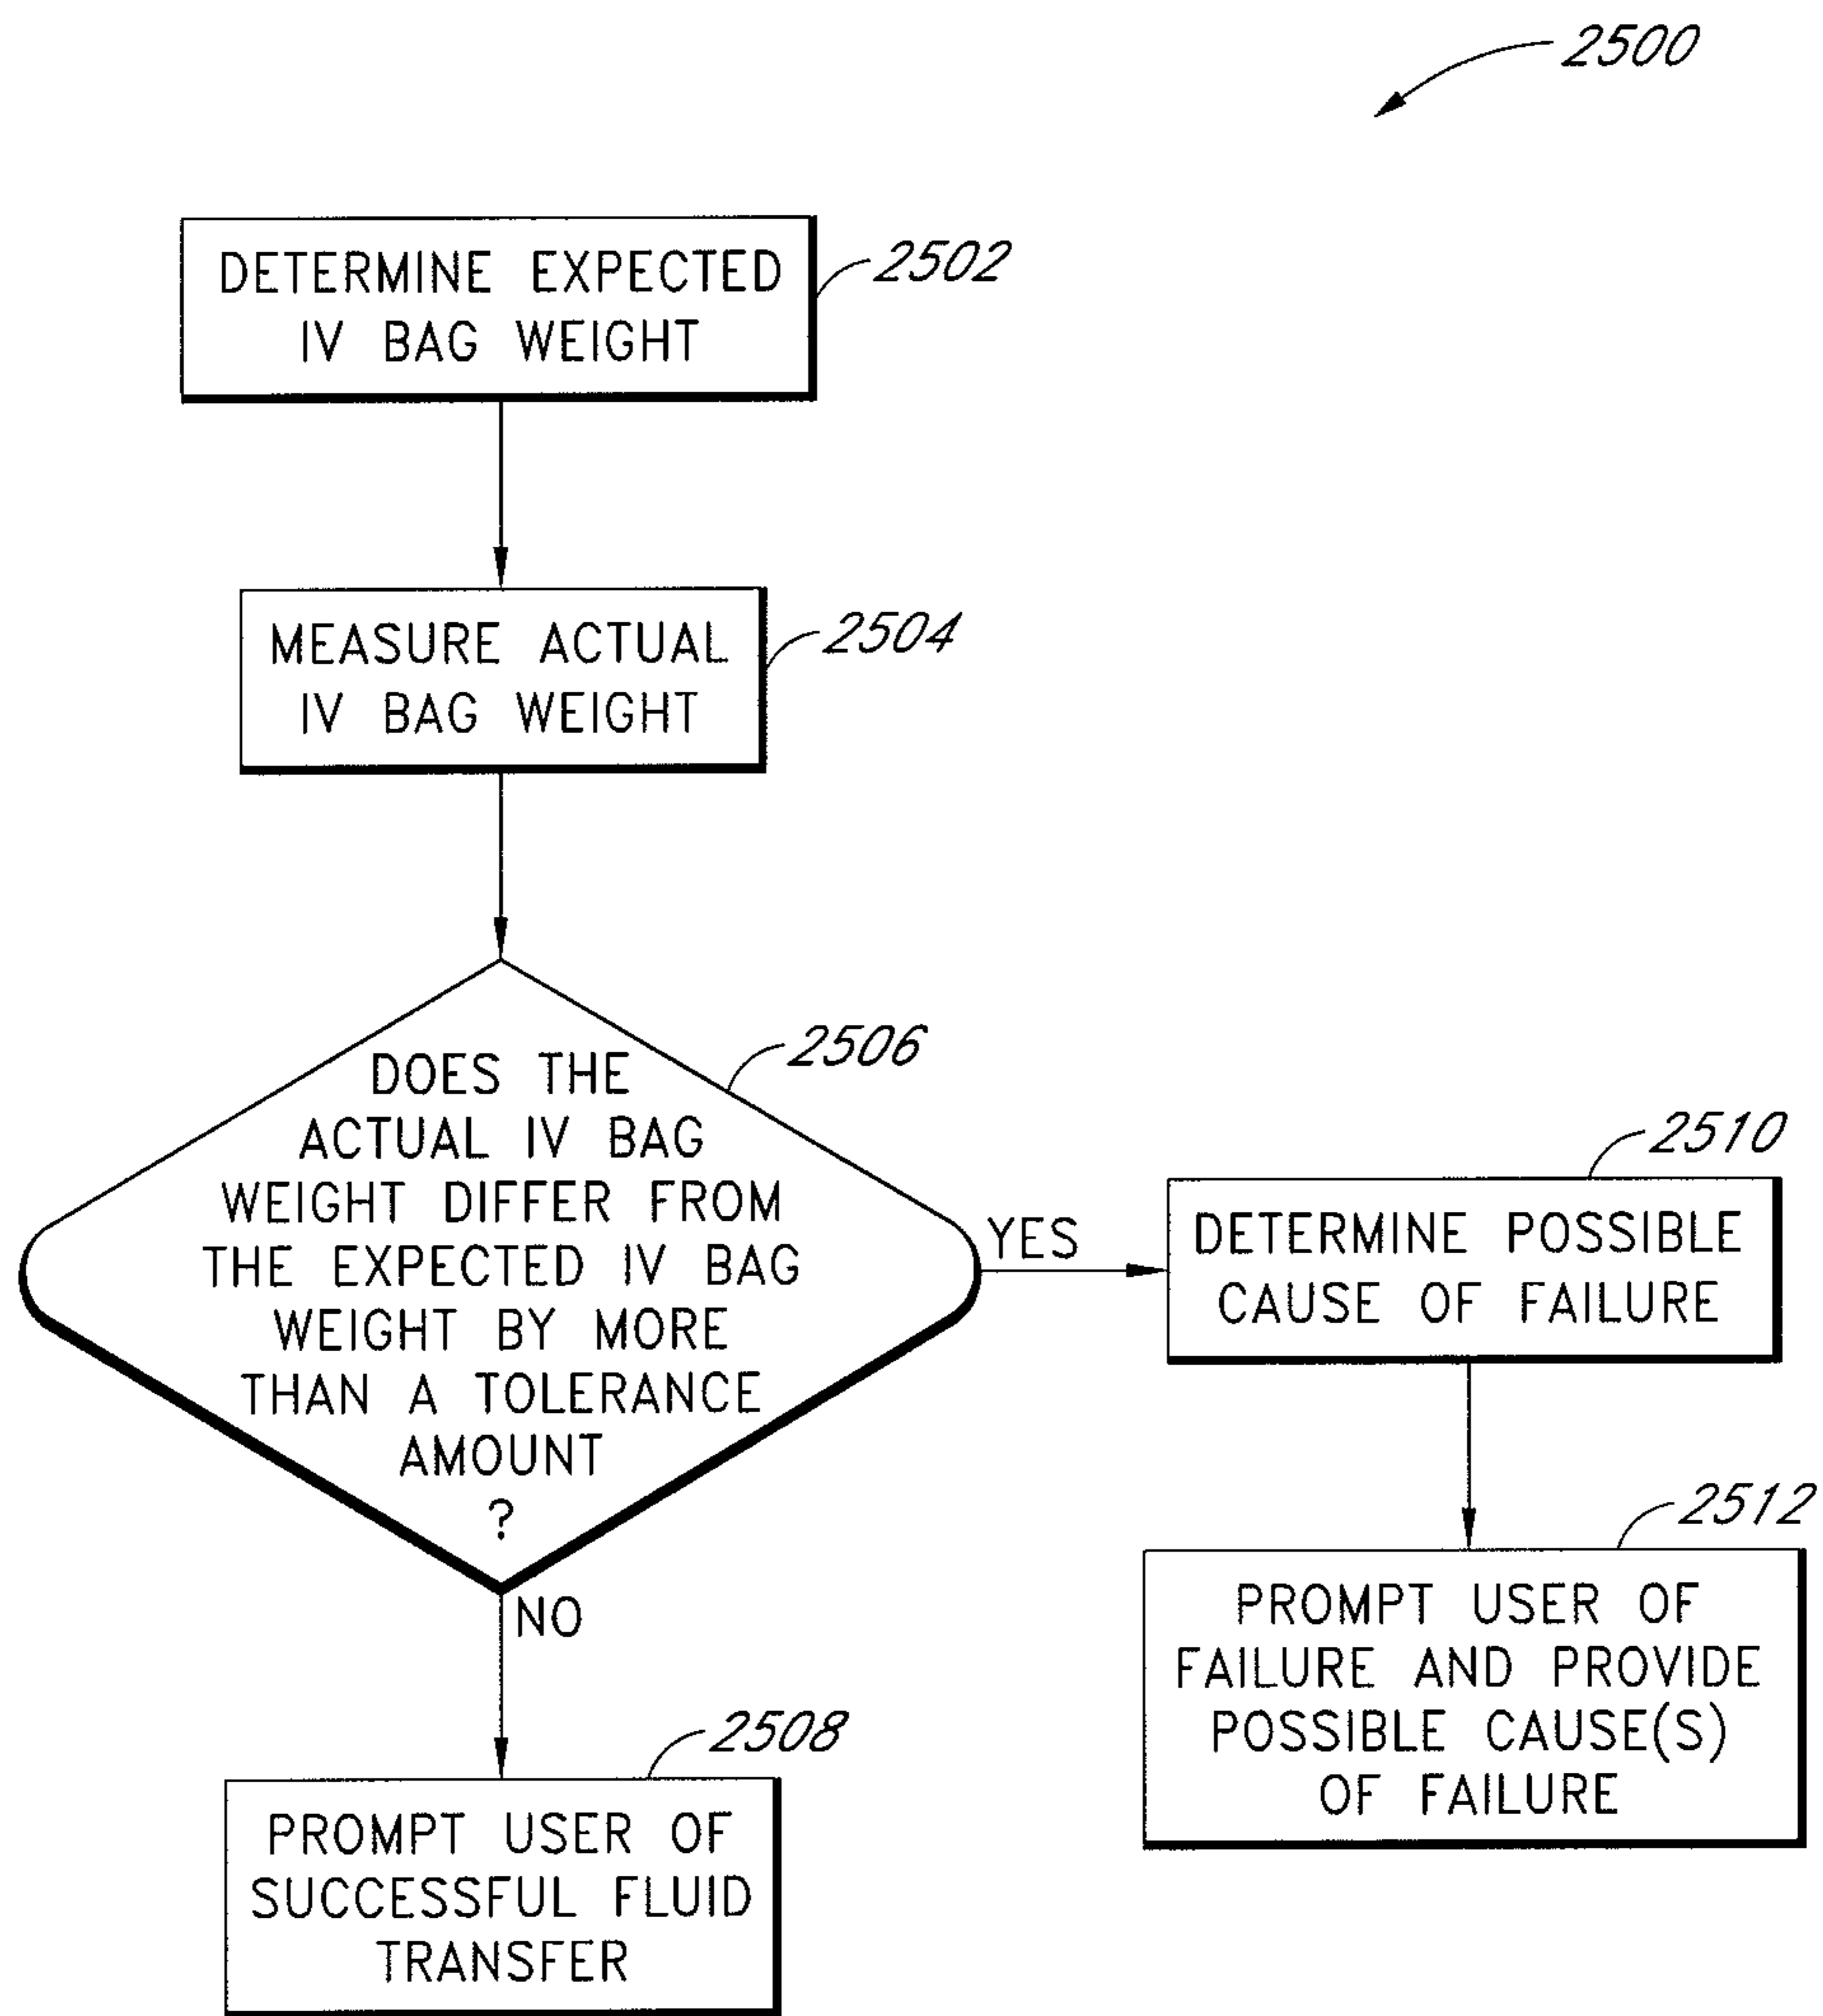 2500
DETERMINE EXPECTED
IV BAG WEIGHT
2502
MEASURE ACTUAL
IV BAG WEIGHT
2504
DOES THE
ACTUAL IV BAG
WEIGHT DIFFER FROM
THE EXPECTED IV BAG
WEIGHT BY MORE
THAN A TOLERANCE
AMOUNT
?
2506
YES
2510
DETERMINE POSSIBLE
CAUSE OF FAILURE
2512
PROMPT USER OF
FAILURE AND PROVIDE
POSSIBLE CAUSE(S)
OF FAILURE
NO
2508
PROMPT USER OF
SUCCESSFUL FLUID
TRANSFER